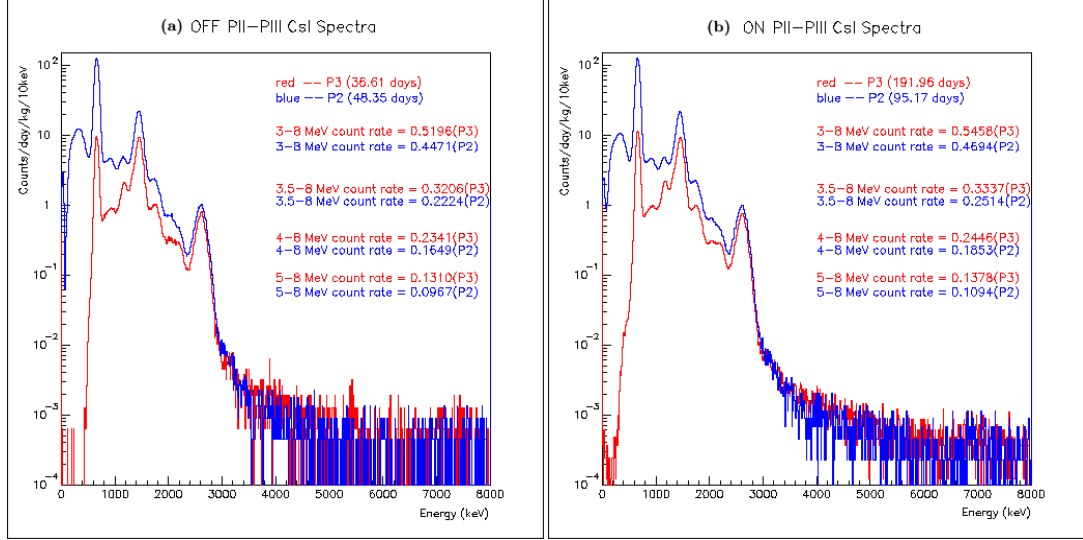 (a) OFF PII−PIII CsI Spectra
Counts/day/kg/10keV
10²
10
1
10⁻¹
10⁻²
10⁻³
10⁻⁴
red −− P3 (36.61 days)
blue −− P2 (48.35 days)
3−8 MeV count rate = 0.5196(P3)
3−8 MeV count rate = 0.4471(P2)
3.5−8 MeV count rate = 0.3206(P3)
3.5−8 MeV count rate = 0.2224(P2)
4−8 MeV count rate = 0.2341(P3)
4−8 MeV count rate = 0.1649(P2)
5−8 MeV count rate = 0.1310(P3)
5−8 MeV count rate = 0.0967(P2)
0 1000 2000 3000 4000 5000 6000 7000 8000
Energy (keV)
(b) ON PII−PIII CsI Spectra
Counts/day/kg/10keV
10²
10
1
10⁻¹
10⁻²
10⁻³
10⁻⁴
red −− P3 (191.96 days)
blue −− P2 (95.17 days)
3−8 MeV count rate = 0.5458(P3)
3−8 MeV count rate = 0.4694(P2)
3.5−8 MeV count rate = 0.3337(P3)
3.5−8 MeV count rate = 0.2514(P2)
4−8 MeV count rate = 0.2446(P3)
4−8 MeV count rate = 0.1853(P2)
5−8 MeV count rate = 0.1378(P3)
5−8 MeV count rate = 0.1094(P2)
0 1000 2000 3000 4000 5000 6000 7000 8000
Energy (keV)